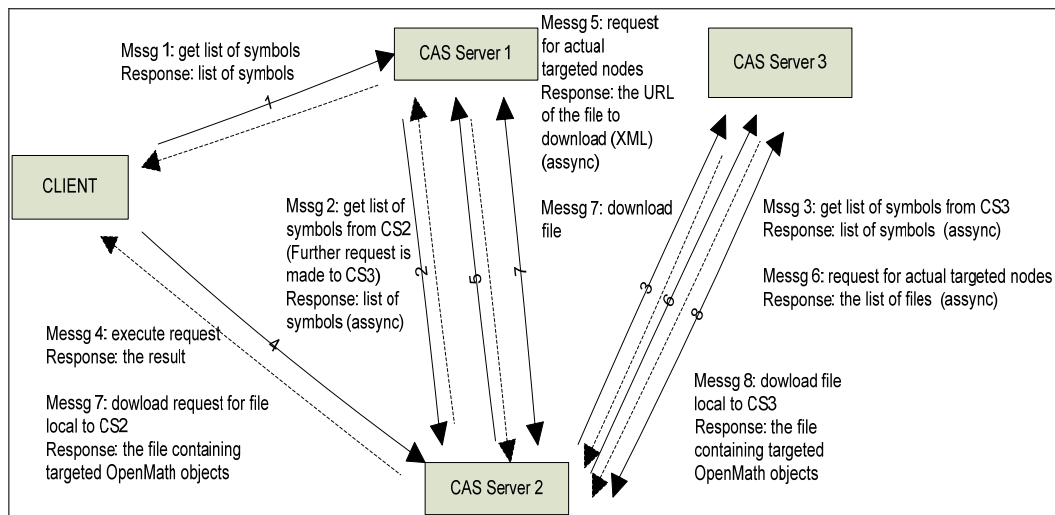 Mssg 1: get list of symbols
Response: list of symbols
CAS Server 1
Messg 5: request
for actual
targeted nodes
Response: the URL
of the file to
download (XML)
(assync)
Messg 7: download
file
CAS Server 3
1
CLIENT
Mssg 2: get list of
symbols from CS2
(Further request is
made to CS3)
Response: list of
symbols (assync)
2
5
7
3
6
8
Mssg 3: get list of symbols from CS3
Response: list of symbols (assync)
Messg 6: request for actual targeted nodes
Response: the list of files (assync)
Messg 4: execute request
Response: the result
4
Messg 7: dowload request for file
local to CS2
Response: the file containing
targeted OpenMath objects
Messg 8: dowload file
local to CS3
Response: the file
containing targeted
OpenMath objects
CAS Server 2